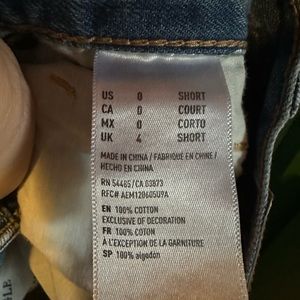 US 0 SHORT
CA 0 COURT
MX 0 CORTO
UK 4 SHORT
MADE IN CHINA / FABRIQUE EN CHINE /
HECHO EN CHINA
RN 54485/CA 03873
RFC# AEM120605U9A
EN 100% COTTON
EXCLUSIVE OF DECORATION
FR 100% COTON
À L'EXCEPTION DE LA GARNITURE
SP 100% algodón